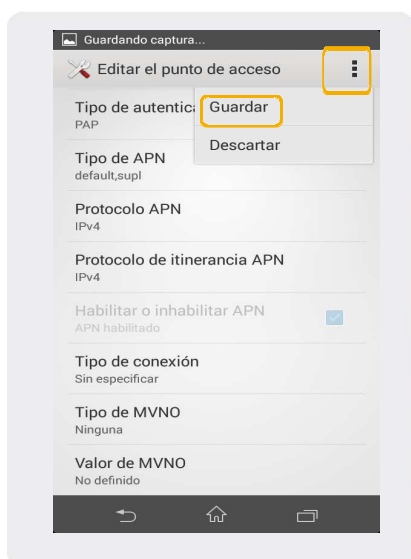 Guardando captura...
Editar el punto de acceso
Tipo de autentic
Guardar
PAP
Descartar
Tipo de APN
default,supl
Protocolo APN
IPv4
Protocolo de itinerancia APN
IPv4
Habilitar o inhabilitar APN
APN habilitado
Tipo de conexión
Sin especificar
Tipo de MVNO
Ninguna
Valor de MVNO
No definido